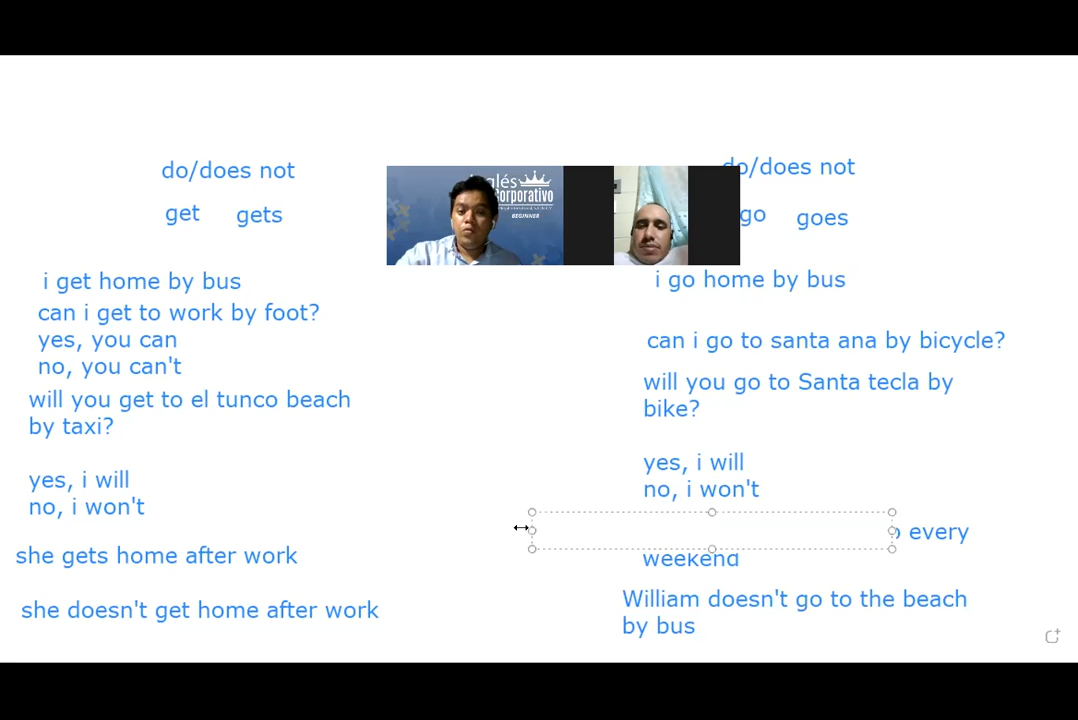 do/does not
get gets
i get home by bus
can i get to work by foot?
yes, you can
no, you can't
will you get to el tunco beach
by taxi?
yes, i will
no, i won't
she gets home after work
she doesn't get home after work
Corporativo
BEGINNER
do/does not
go goes
i go home by bus
can i go to santa ana by bicycle?
will you go to Santa tecla by
bike?
yes, i will
no, i won't
every
weekend
William doesn't go to the beach
by bus